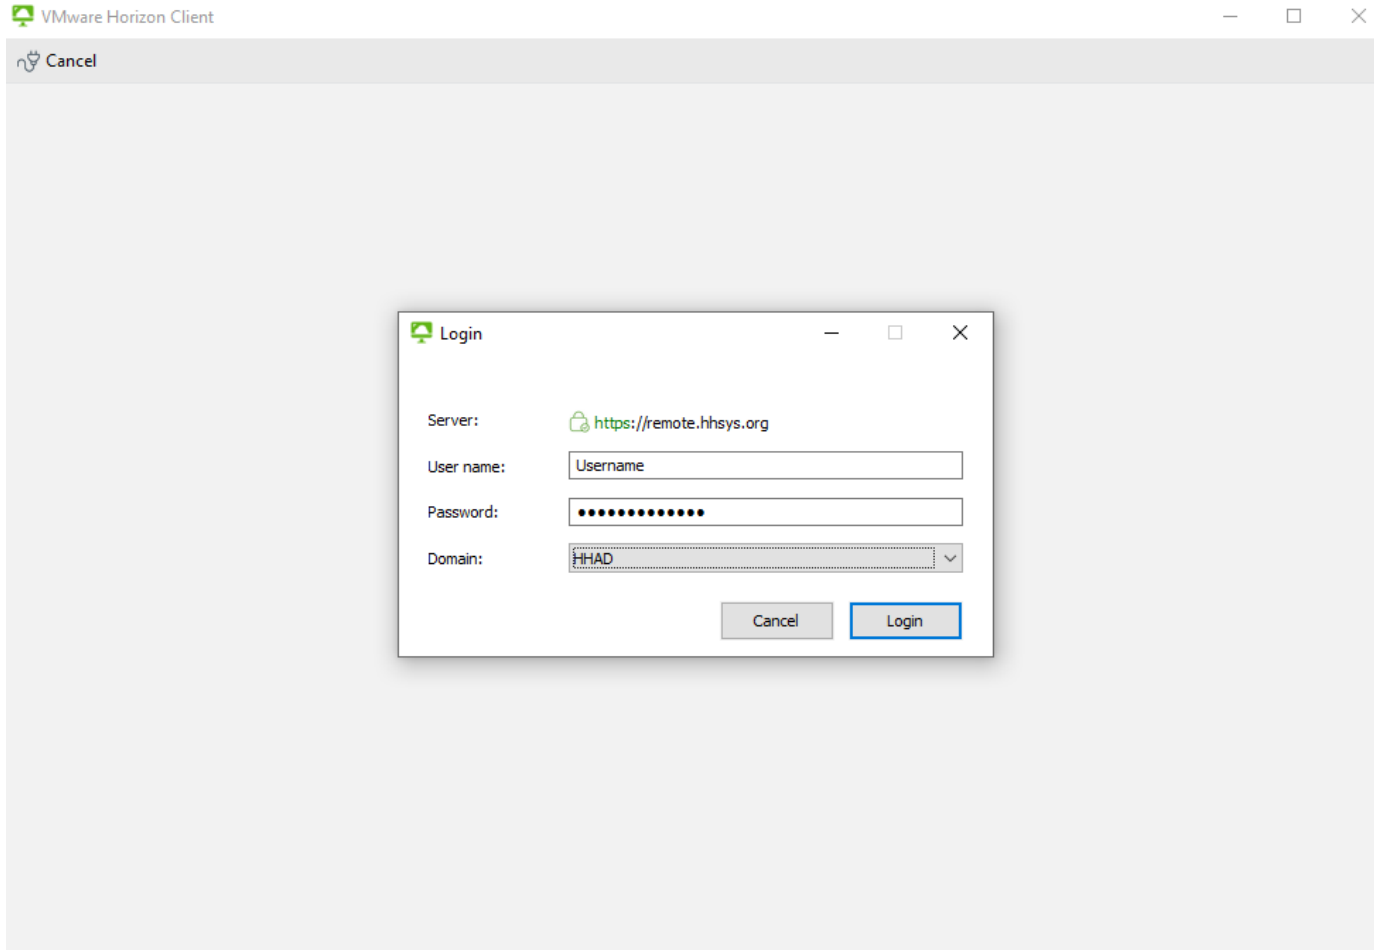 VMware Horizon Client
Cancel
Login
Server: https://remote.hhsys.org
User name: Username
Password: •••••••••••••
Domain: HHAD
Cancel Login